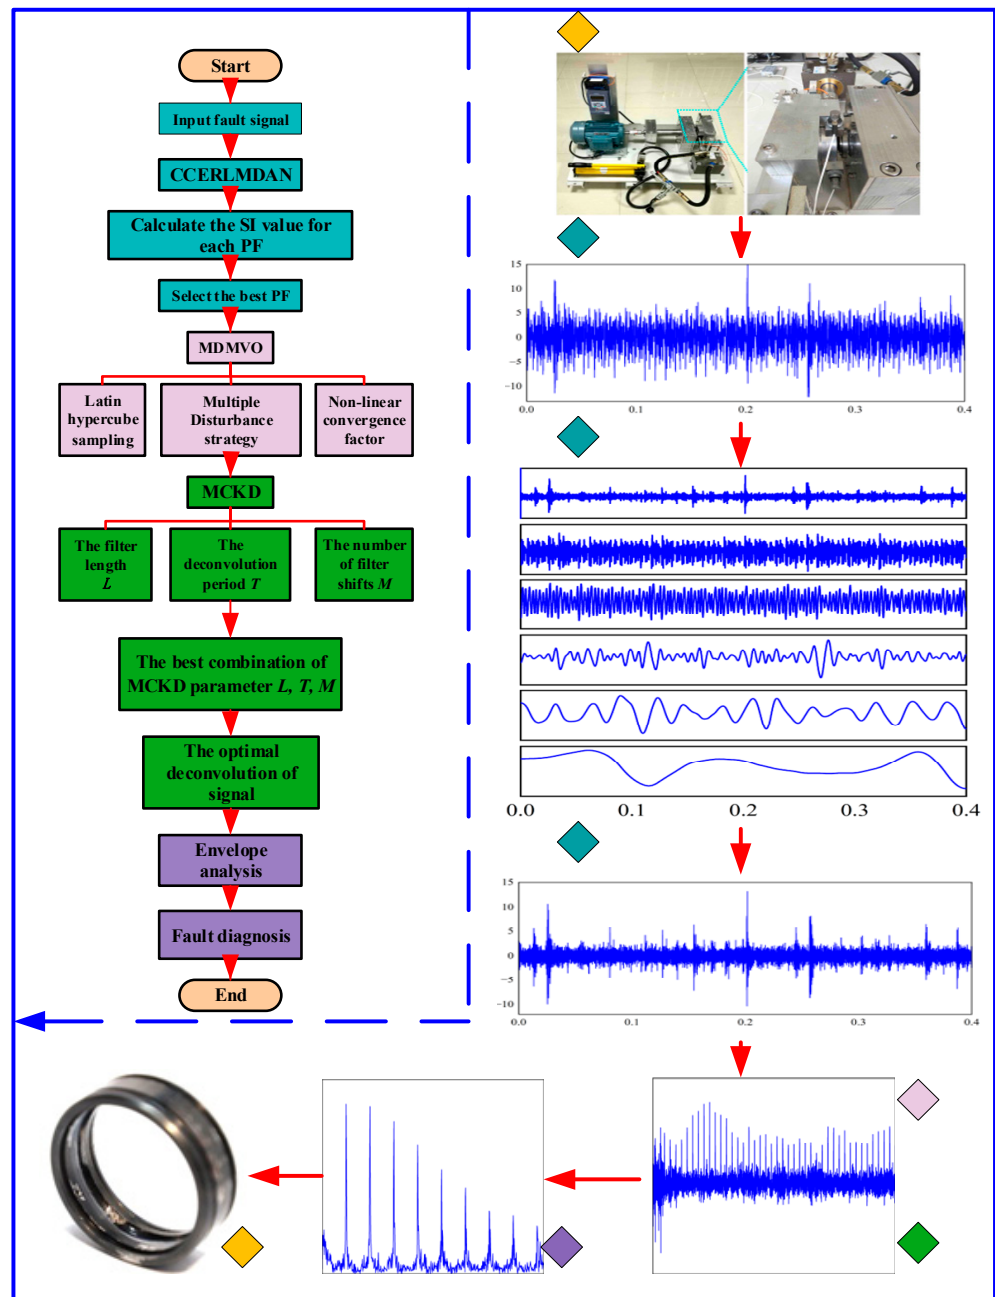 Start
Input fault signal
CCERLMDAN
Calculate the SI value for
each PF
Select the best PF
MDMVO
Latin
hypercube
sampling
Multiple
Disturbance
strategy
Non-linear
convergence
factor
MCKD
The filter
length
L
The
deconvolution
period T
The number
of filter
shifts M
The best combination of
MCKD parameter L, T, M
The optimal
deconvolution of
signal
Envelope
analysis
Fault diagnosis
End
15
10
5
0
−5
−10
0.0 0.1 0.2 0.3 0.4
0.0 0.1 0.2 0.3 0.4
15
10
5
0
−5
−10
0.0 0.1 0.2 0.3 0.4